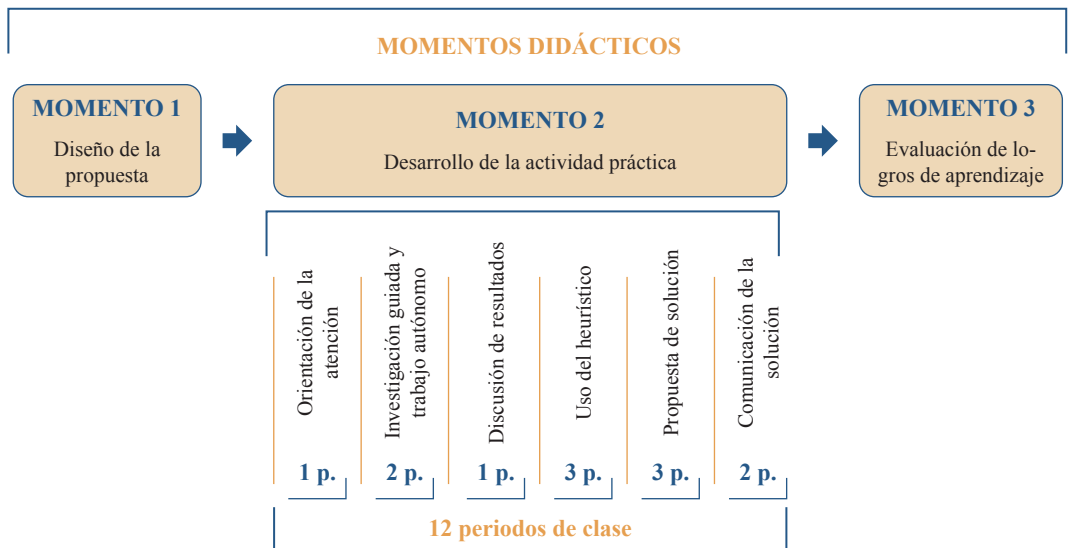 MOMENTOS DIDÁCTICOS
MOMENTO 1
Diseño de la
propuesta
MOMENTO 2
Desarrollo de la actividad práctica
MOMENTO 3
Evaluación de lo-
gros de aprendizaje
Orientación de la
atención
Investigación guiada y
trabajo autónomo
Discusión de resultados
Uso del heurístico
Propuesta de solución
Comunicación de la
solución
1 p.
2 p.
1 p.
3 p.
3 p.
2 p.
12 periodos de clase